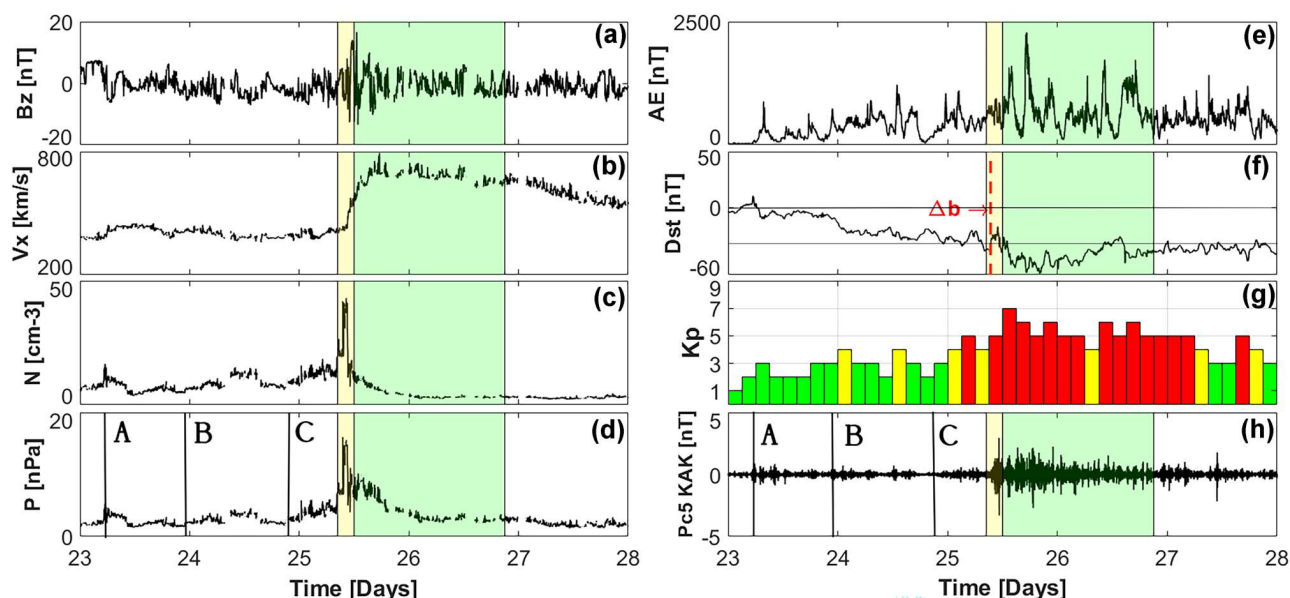 20
0
-20
Bz [nT]
(a)
800
200
Vx [km/s]
(b)
50
0
N [cm-3]
(c)
20
0
P [nPa]
A
B
C
(d)
23
24
25
26
27
28
Time [Days]
2500
0
AE [nT]
(e)
50
0
-60
Dst [nT]
Δb
(f)
9
7
5
3
1
Kp
(g)
5
0
-5
Pc5 KAK [nT]
A
B
C
(h)
23
24
25
26
27
28
Time [Days]